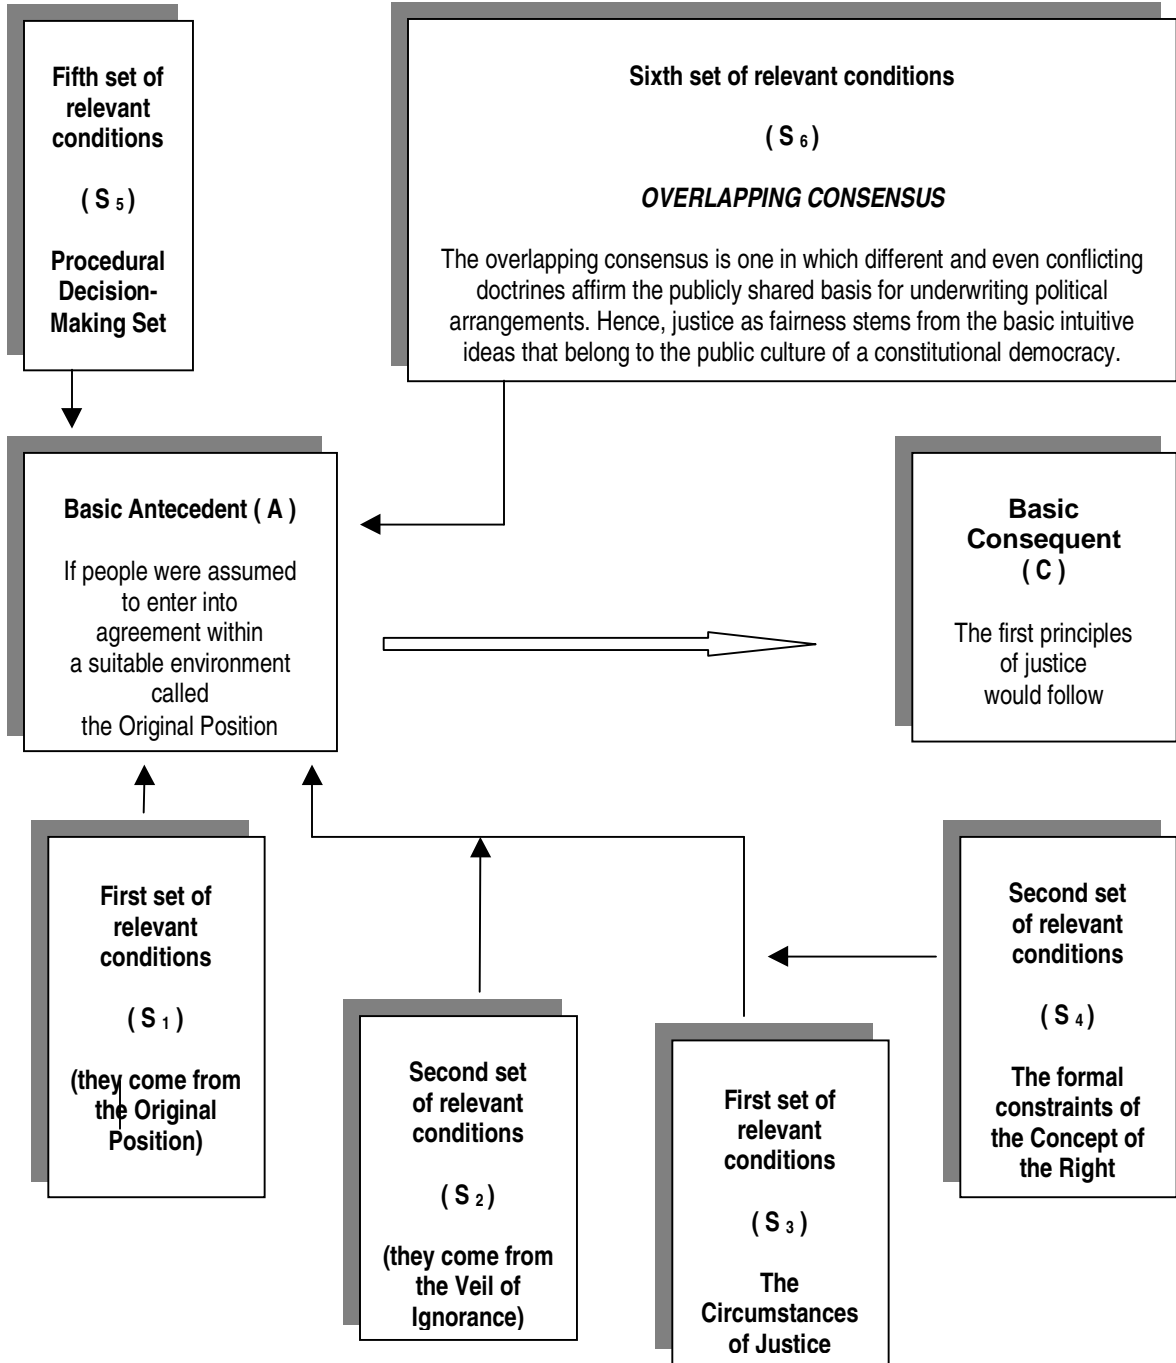 Fifth set of
relevant
conditions
( S 5 )
Procedural
Decision-
Making Set
Sixth set of relevant conditions
( S 6 )
OVERLAPPING CONSENSUS
The overlapping consensus is one in which different and even conflicting
doctrines affirm the publicly shared basis for underwriting political
arrangements. Hence, justice as fairness stems from the basic intuitive
ideas that belong to the public culture of a constitutional democracy.
Basic Antecedent ( A )
If people were assumed
to enter into
agreement within
a suitable environment
called
the Original Position
Basic
Consequent
( C )
The first principles
of justice
would follow
First set of
relevant
conditions
( S 1 )
(they come from
the Original
Position)
Second set
of relevant
conditions
( S 2 )
(they come from
the Veil of
Ignorance)
First set of
relevant
conditions
( S 3 )
The
Circumstances
of Justice
Second set
of relevant
conditions
( S 4 )
The formal
constraints of
the Concept of
the Right